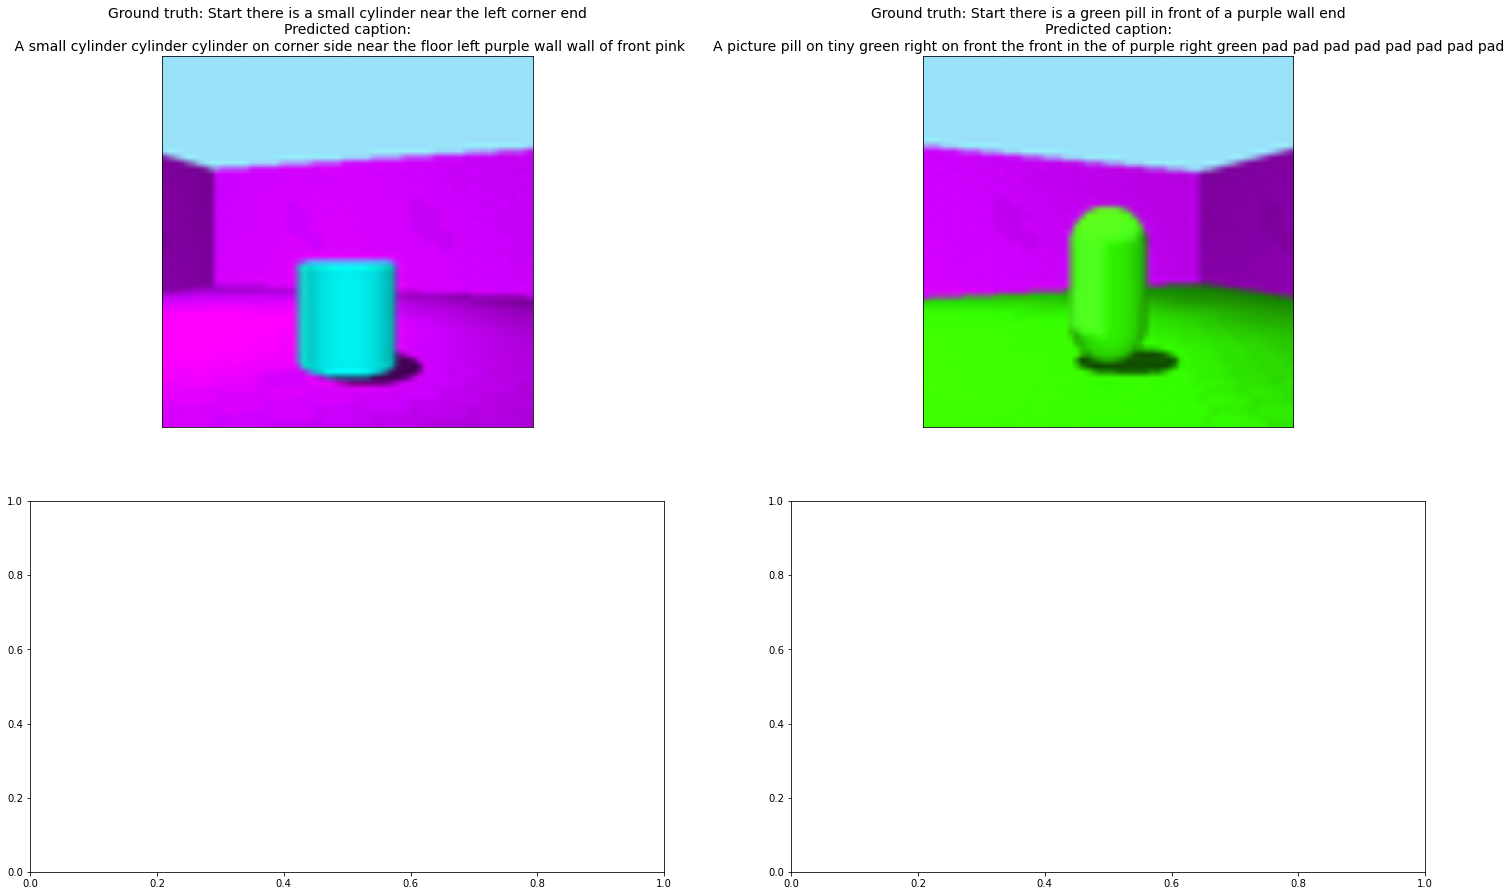 Ground truth: Start there is a small cylinder near the left corner end
Predicted caption:
A small cylinder cylinder cylinder on corner side near the floor left purple wall wall of front pink
Ground truth: Start there is a green pill in front of a purple wall end
Predicted caption:
A picture pill on tiny green right on front the front in the of purple right green pad pad pad pad pad pad pad pad
1.0
0.8
0.6
0.4
0.2
0.0
0.0 0.2 0.4 0.6 0.8 1.0
1.0
0.8
0.6
0.4
0.2
0.0
0.0 0.2 0.4 0.6 0.8 1.0